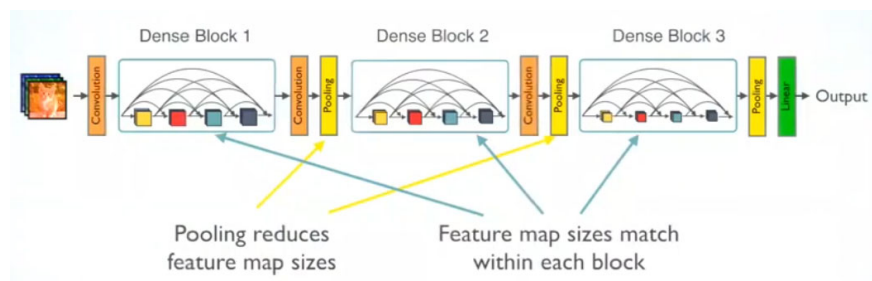 Dense Block 1
Dense Block 2
Dense Block 3
Convolution
Convolution
Pooling
Convolution
Pooling
Pooling
Linear
Output
Pooling reduces
feature map sizes
Feature map sizes match
within each block